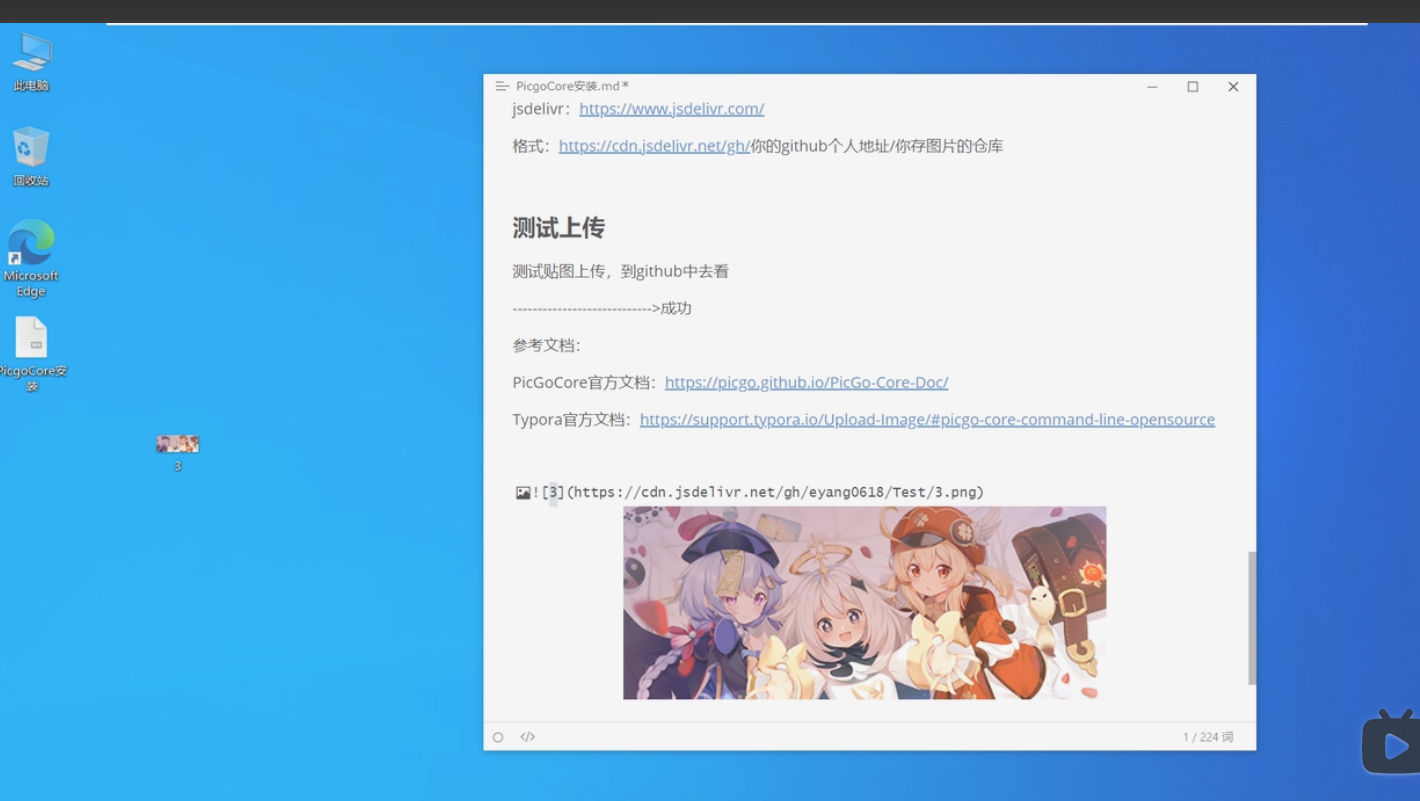 此电脑
回收站
Microsoft
Edge
PicgoCore安
装
3
PicgoCore安装.md *
jsdelivr：https://www.jsdelivr.com/
格式：https://cdn.jsdelivr.net/gh/你的github个人地址/你存图片的仓库
测试上传
测试贴图上传，到github中去看
---------------------------->成功
参考文档：
PicGoCore官方文档：https://picgo.github.io/PicGo-Core-Doc/
Typora官方文档：https://support.typora.io/Upload-Image/#picgo-core-command-line-opensource
![3](https://cdn.jsdelivr.net/gh/eyang0618/Test/3.png)
</> 1 / 224 词